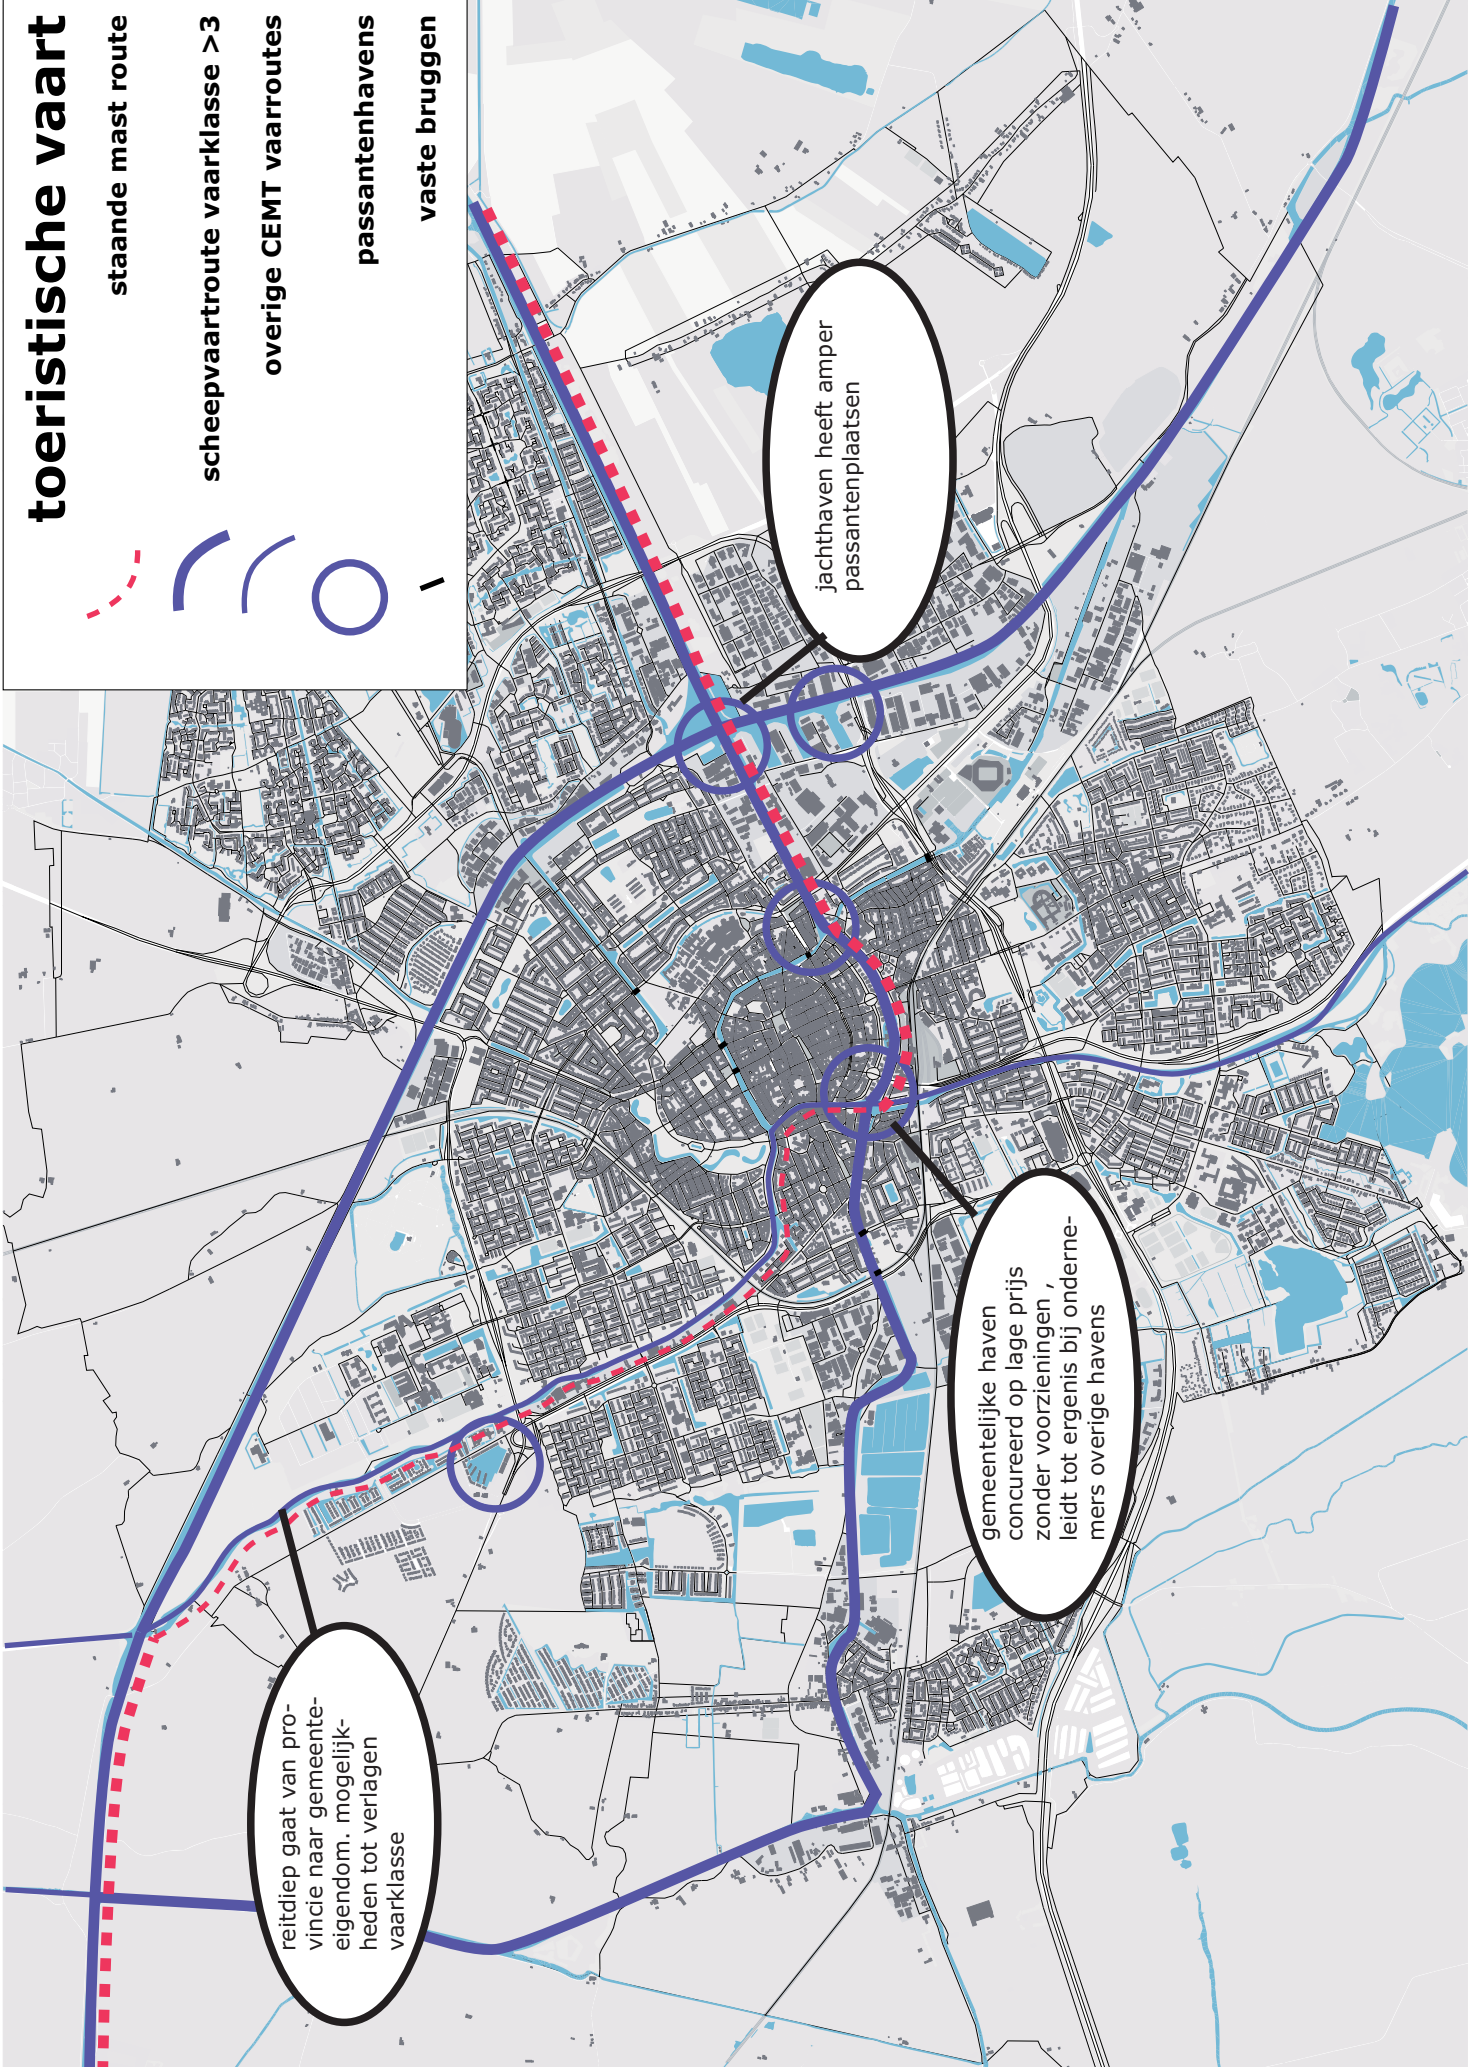 toeristische vaart
staande mast route
scheepvaartroute vaarklasse >3
overige CEMT vaarroutes
passantenhavens
vaste bruggen
jachthaven heeft amper
passantenplaatsen
gemeentelijke haven
concureerd op lage prijs
zonder voorzieningen ,
leidt tot ergenis bij onderne-
mers overige havens
reitdiep gaat van pro-
vincie naar gemeente-
eigendom. mogelijk-
heden tot verlagen
vaarklasse